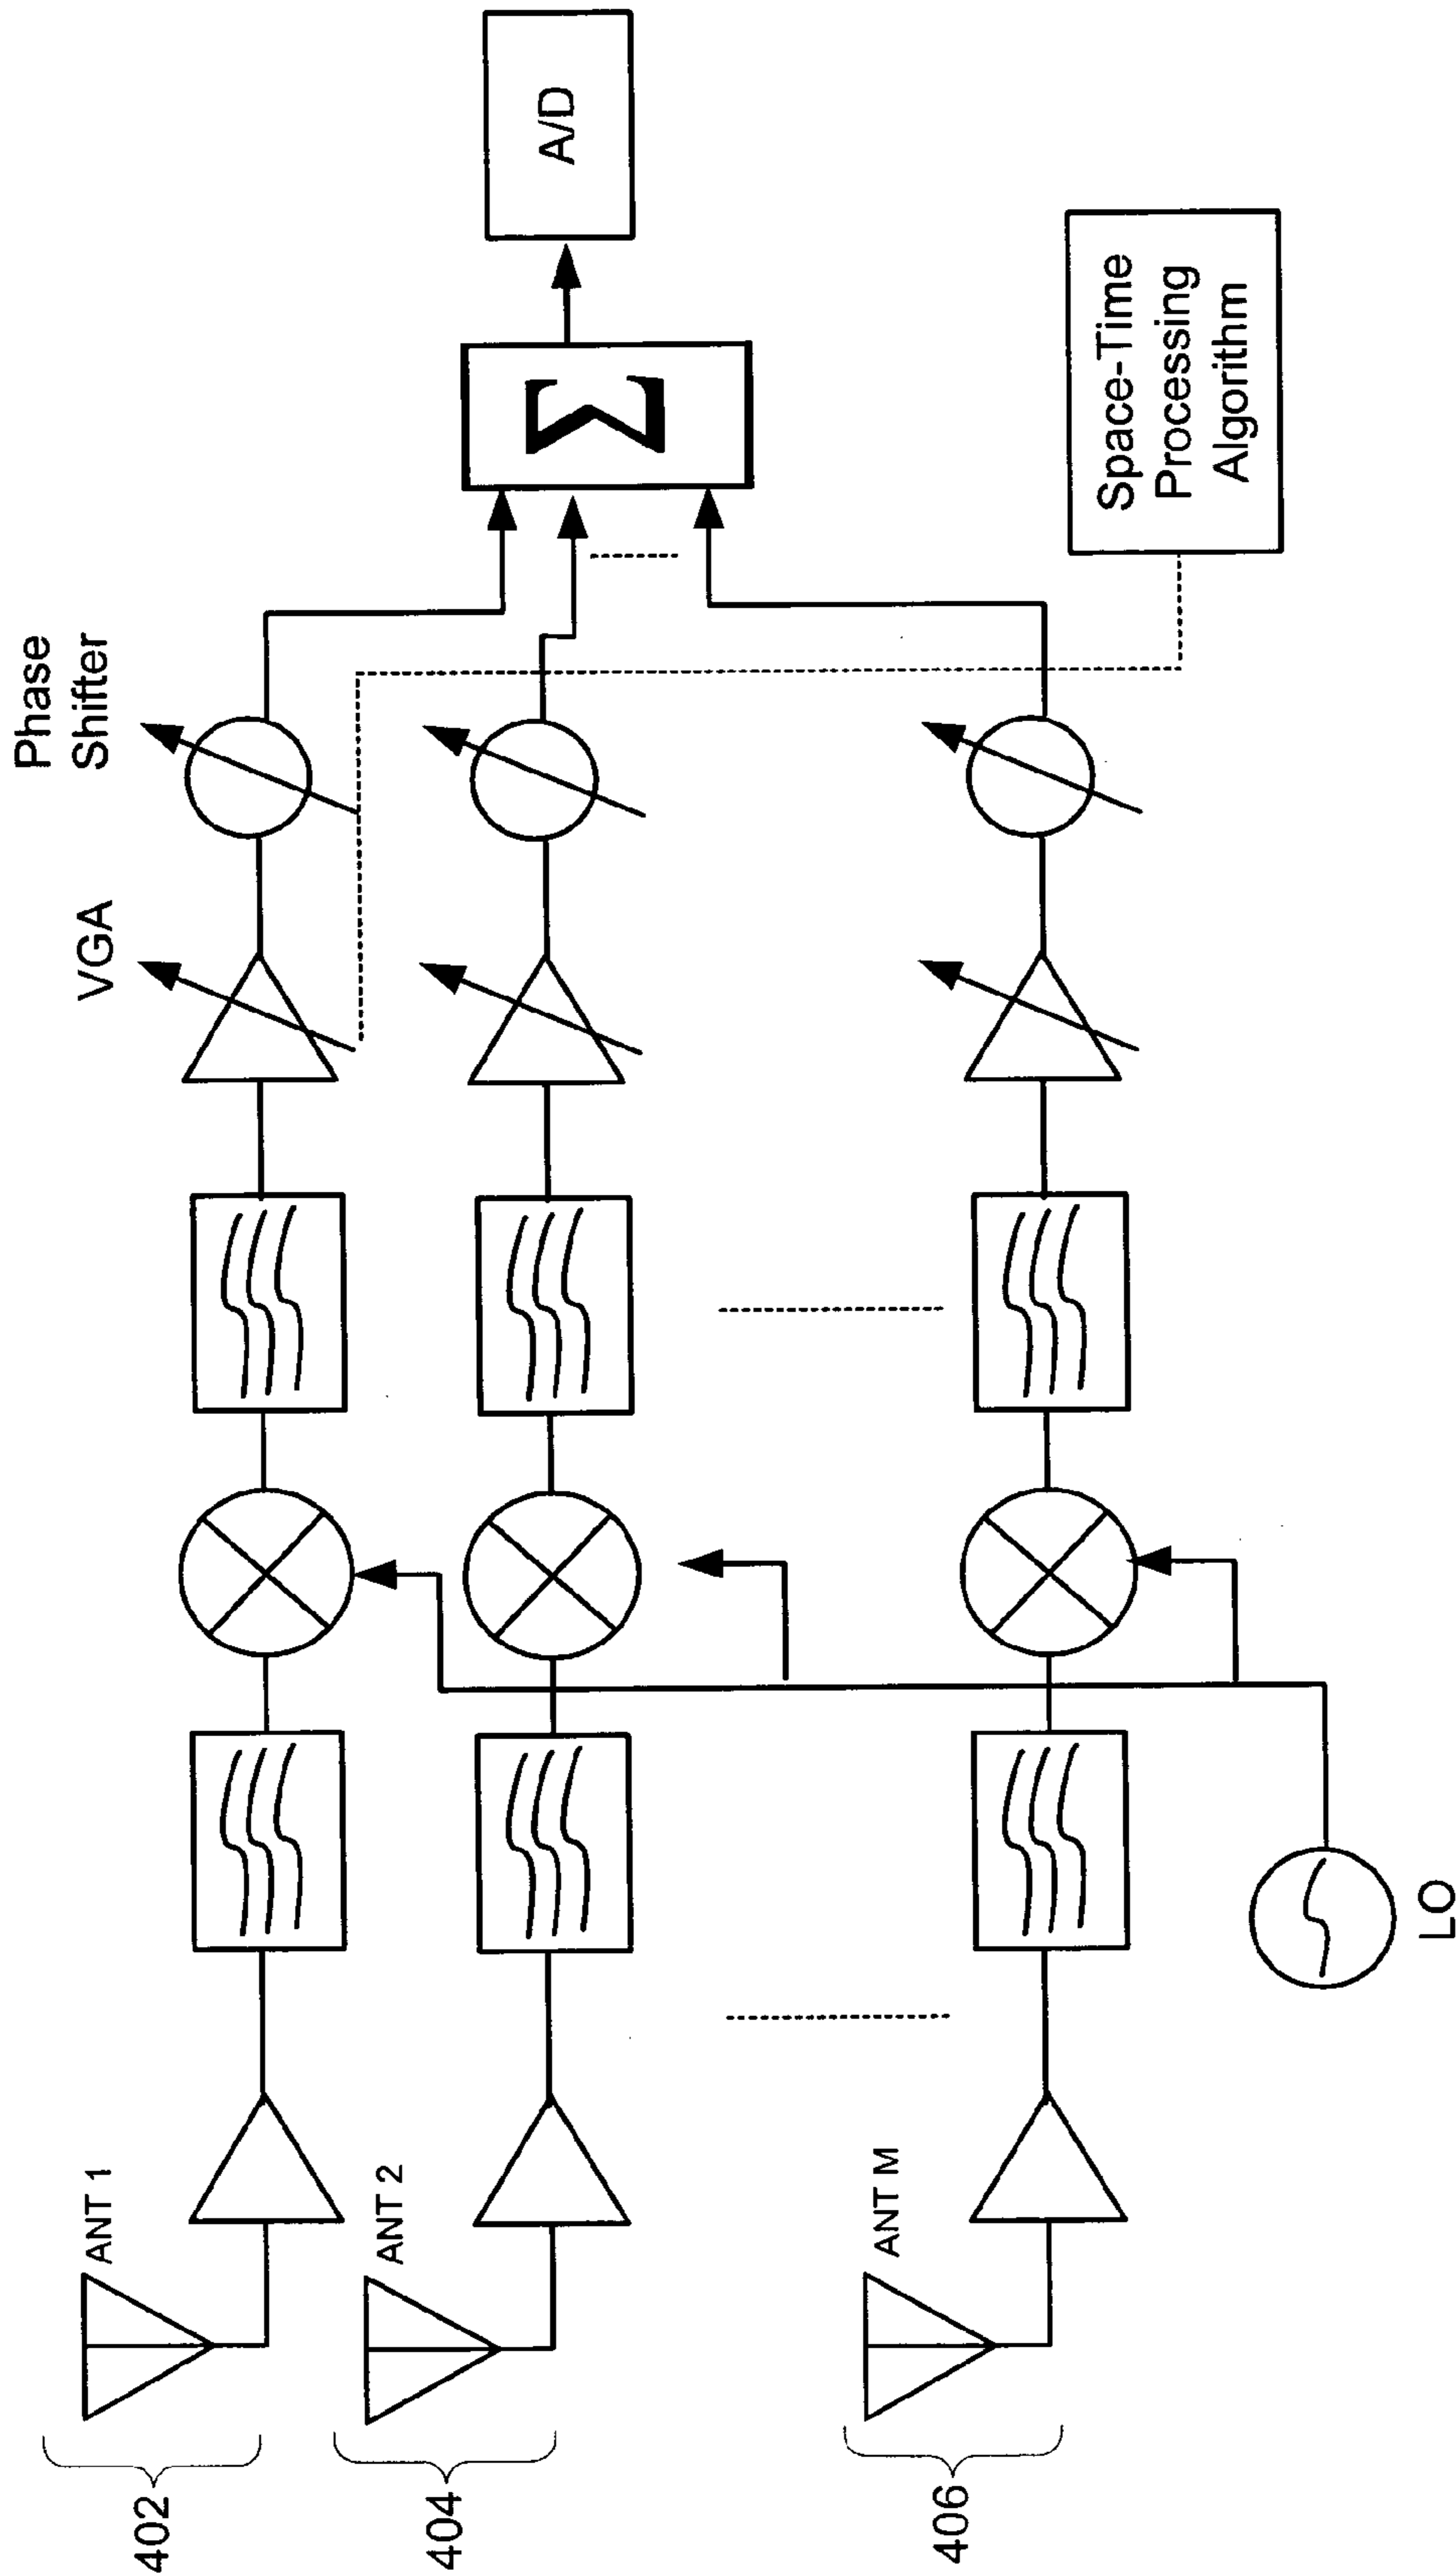 402
ANT 1
VGA
Phase
Shifter
404
ANT 2
Σ
A/D
406
ANT M
LO
Space-Time
Processing
Algorithm